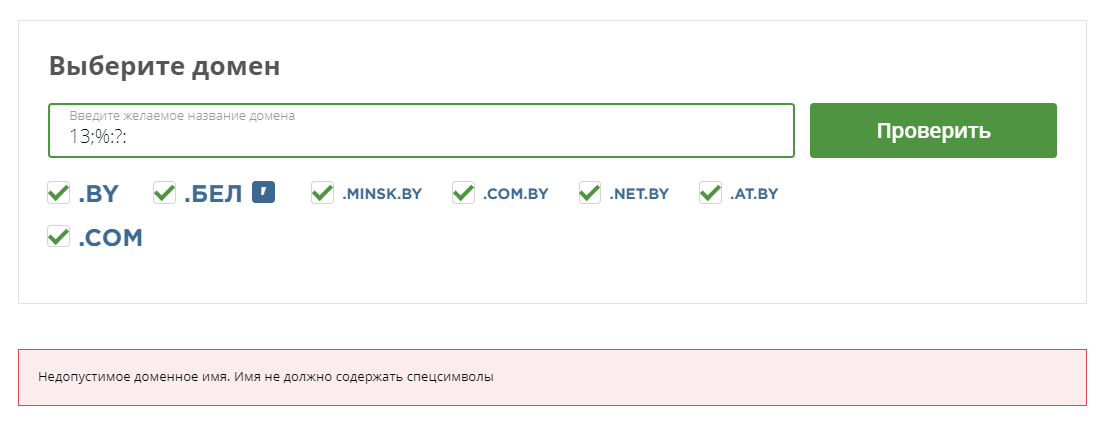 Выберите домен
Введите желаемое название домена
13;%:?:
Проверить
.BY .БЕЛ ' .MINSK.BY .COM.BY .NET.BY .AT.BY
.COM
Недопустимое доменное имя. Имя не должно содержать спецсимволы